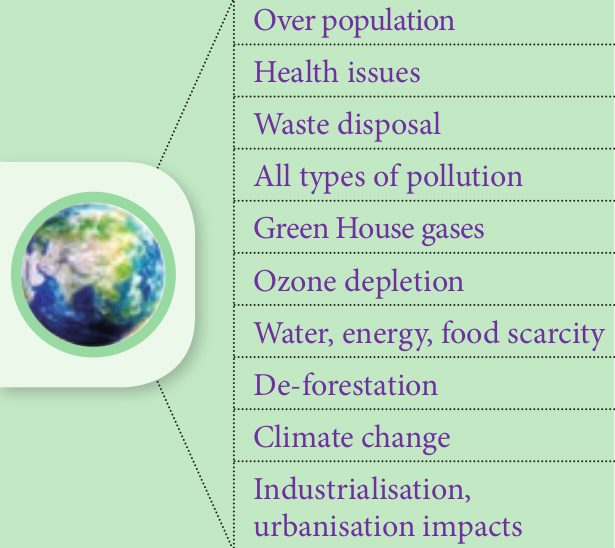 Over population
Health issues
Waste disposal
All types of pollution
Green House gases
Ozone depletion
Water, energy, food scarcity
De-forestation
Climate change
Industrialisation,
urbanisation impacts